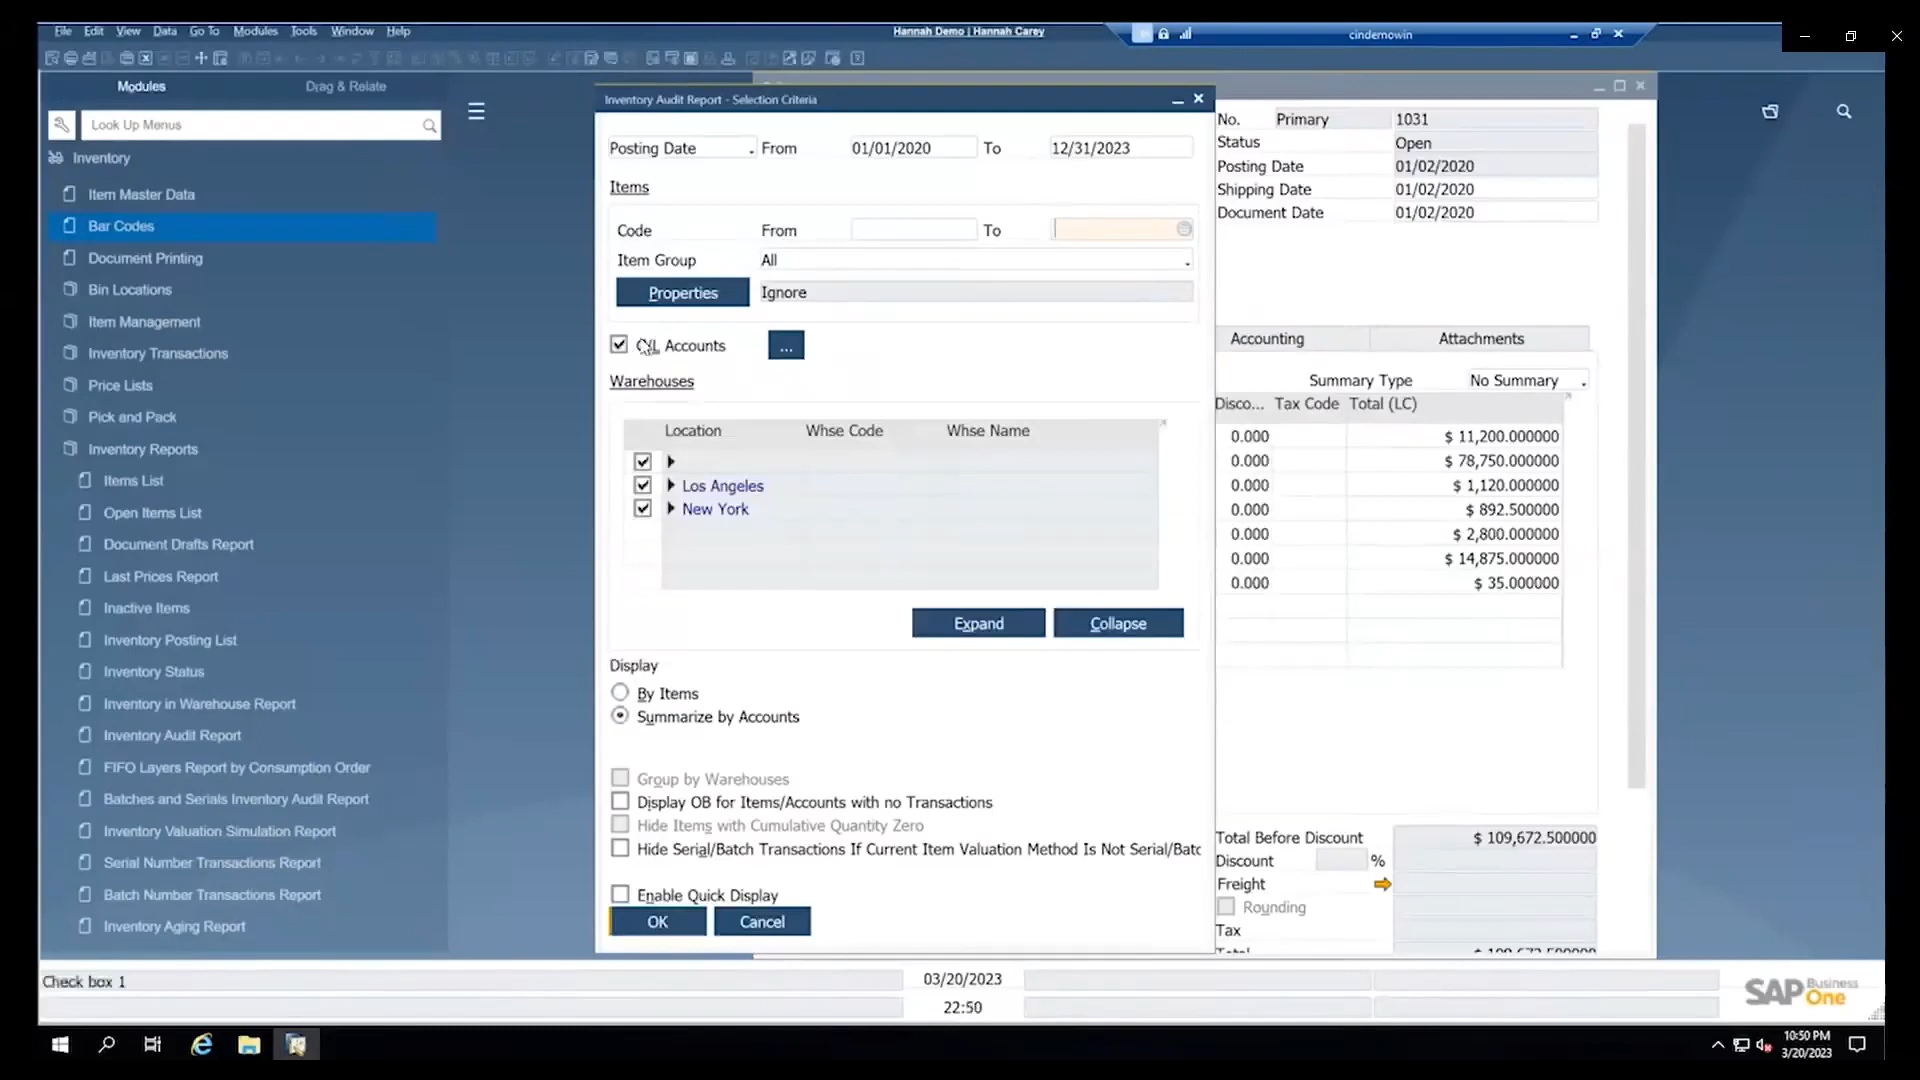 File Edit View Data Go To Modules Tools Window Help
Hannah Demo | Hannah Carey
cindemowin
Modules
Drag & Relate
Look Up Menus
Inventory
Item Master Data
Bar Codes
Document Printing
Bin Locations
Item Management
Inventory Transactions
Price Lists
Pick and Pack
Inventory Reports
Items List
Open Items List
Document Drafts Report
Last Prices Report
Inactive Items
Inventory Posting List
Inventory Status
Inventory in Warehouse Report
Inventory Audit Report
FIFO Layers Report by Consumption Order
Batches and Serials Inventory Audit Report
Inventory Valuation Simulation Report
Serial Number Transactions Report
Batch Number Transactions Report
Inventory Aging Report
Inventory Audit Report - Selection Criteria
Posting Date From 01/01/2020 To 12/31/2023
Items
Code From To
Item Group All
Properties Ignore
Accounts ...
Warehouses
Location Whse Code Whse Name
Los Angeles
New York
Expand Collapse
Display
By Items
Summarize by Accounts
Group by Warehouses
Display OB for Items/Accounts with no Transactions
Hide Items with Cumulative Quantity Zero
Hide Serial/Batch Transactions If Current Item Valuation Method Is Not Serial/Batc
Enable Quick Display
OK Cancel
No. Primary 1031
Status Open
Posting Date 01/02/2020
Shipping Date 01/02/2020
Document Date 01/02/2020
Accounting Attachments
Summary Type No Summary
Disco... Tax Code Total (LC)
0.000 $ 11,200.000000
0.000 $ 78,750.000000
0.000 $ 1,120.000000
0.000 $ 892.500000
0.000 $ 2,800.000000
0.000 $ 14,875.000000
0.000 $ 35.000000
Total Before Discount $ 109,672.500000
Discount %
Freight
Rounding
Tax
Check box 1
03/20/2023
22:50
SAP Business One
10:50 PM
3/20/2023